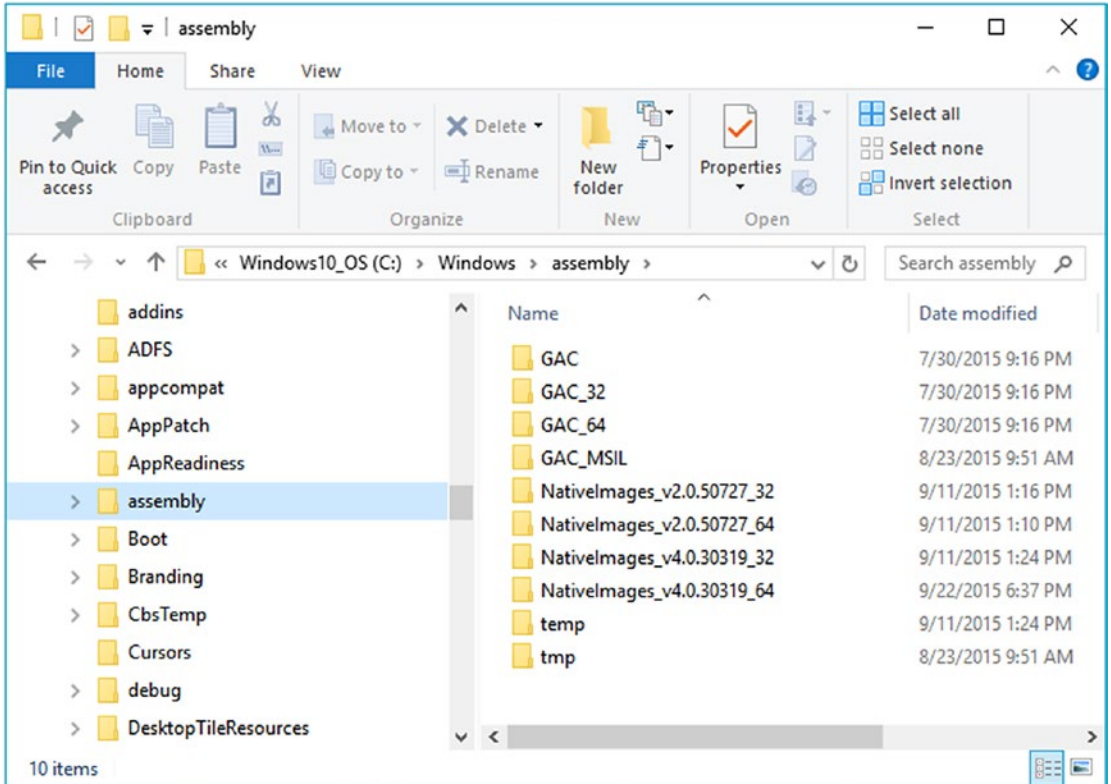 assembly
File Home Share View
Pin to Quick access
Copy
Paste
Clipboard
Move to
Copy to
Delete
Rename
Organize
New folder
New
Properties
Open
Select all
Select none
Invert selection
Select
« Windows10_OS (C:) > Windows > assembly >
Search assembly
addins
ADFS
appcompat
AppPatch
AppReadiness
assembly
Boot
Branding
CbsTemp
Cursors
debug
DesktopTileResources
Name Date modified
GAC 7/30/2015 9:16 PM
GAC_32 7/30/2015 9:16 PM
GAC_64 7/30/2015 9:16 PM
GAC_MSIL 8/23/2015 9:51 AM
NativeImages_v2.0.50727_32 9/11/2015 1:16 PM
NativeImages_v2.0.50727_64 9/11/2015 1:10 PM
NativeImages_v4.0.30319_32 9/11/2015 1:24 PM
NativeImages_v4.0.30319_64 9/22/2015 6:37 PM
temp 9/11/2015 1:24 PM
tmp 8/23/2015 9:51 AM
10 items